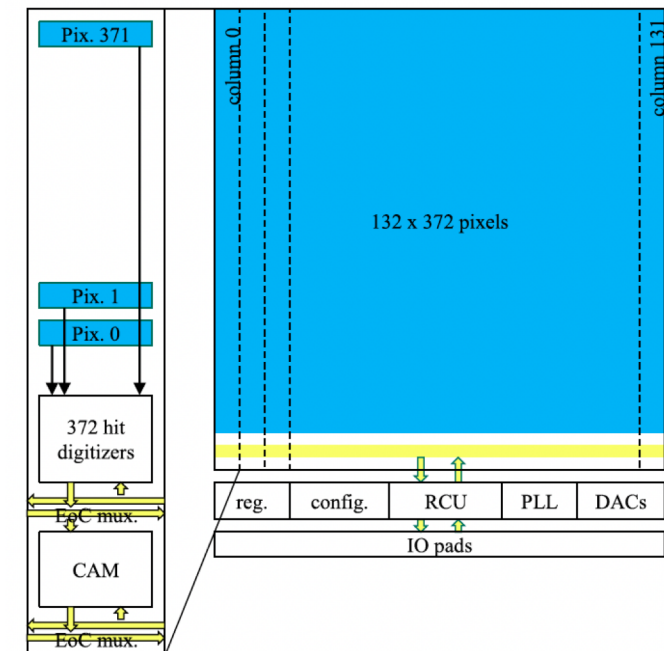 Pix. 371
Pix. 1
Pix. 0
372 hit
digitizers
EoC mux.
CAM
EoC mux.
column 0
column 131
132 x 372 pixels
reg.
config.
RCU
PLL
DACs
IO pads